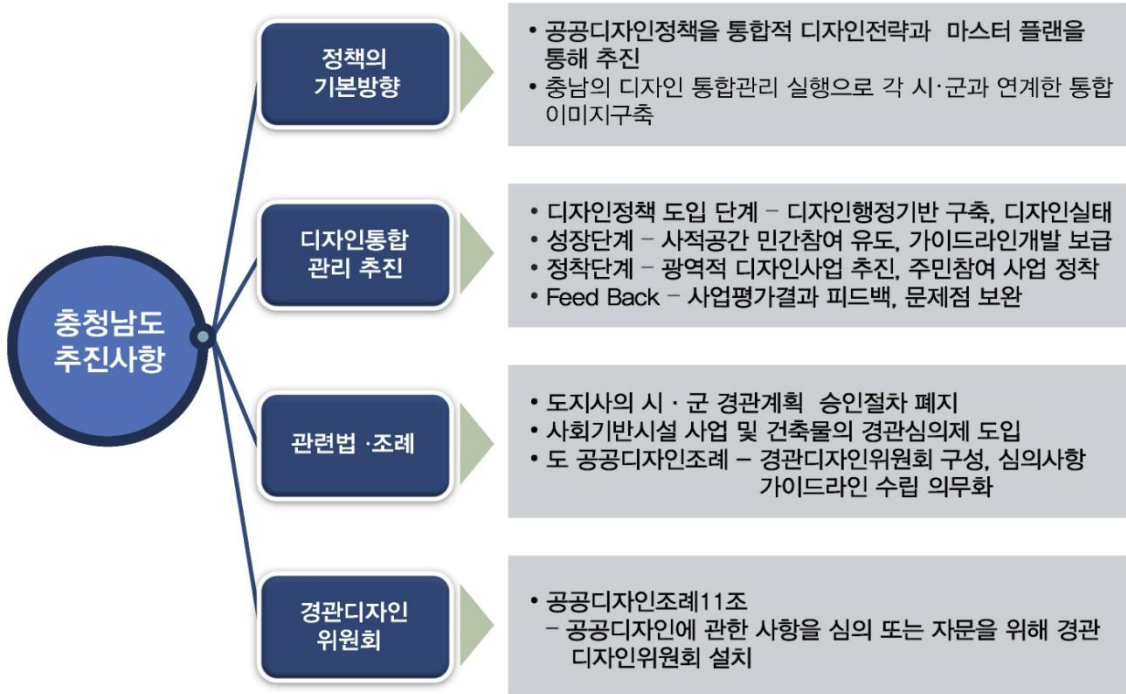 충청남도
추진사항
정책의
기본방향
• 공공디자인정책을 통합적 디자인전략과 마스터 플랜을
통해 추진
• 충남의 디자인 통합관리 실행으로 각 시·군과 연계한 통합
이미지구축
디자인통합
관리 추진
• 디자인정책 도입 단계 – 디자인행정기반 구축, 디자인실태
• 성장단계 – 사적공간 민간참여 유도, 가이드라인개발 보급
• 정착단계 – 광역적 디자인사업 추진, 주민참여 사업 정착
• Feed Back – 사업평가결과 피드백, 문제점 보완
관련법 ·조례
• 도지사의 시 · 군 경관계획 승인절차 폐지
• 사회기반시설 사업 및 건축물의 경관심의제 도입
• 도 공공디자인조례 – 경관디자인위원회 구성, 심의사항
가이드라인 수립 의무화
경관디자인
위원회
• 공공디자인조례11조
– 공공디자인에 관한 사항을 심의 또는 자문을 위해 경관
디자인위원회 설치